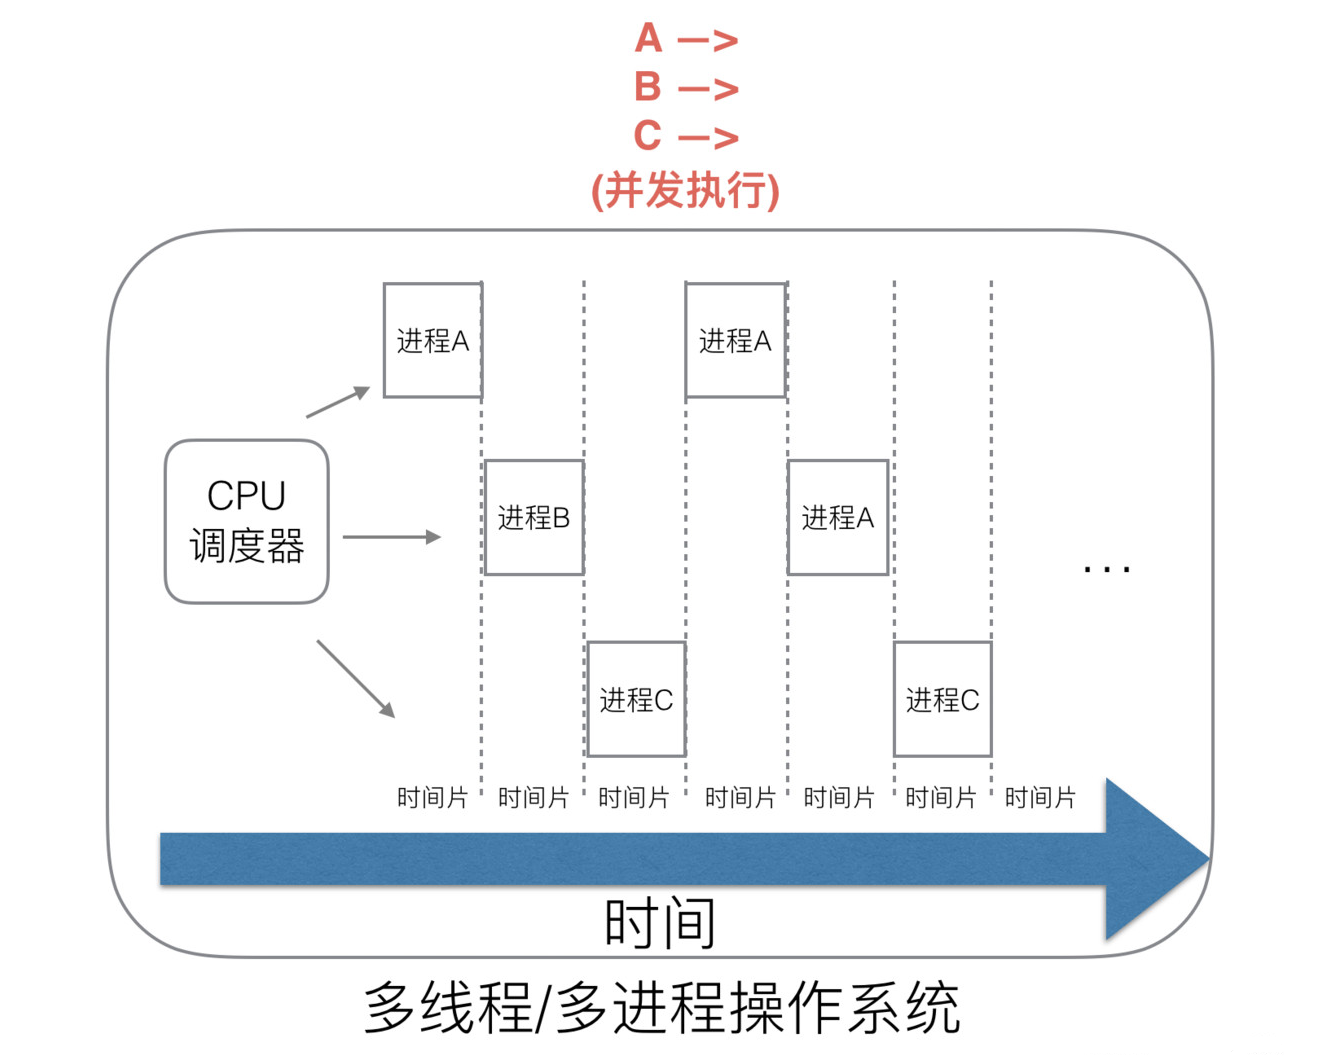 A —>
B —>
C —>
(并发执行)
进程A
进程A
CPU
调度器
进程B
进程A
...
进程C
进程C
时间片 时间片 时间片 时间片 时间片 时间片 时间片
时间
多线程/多进程操作系统